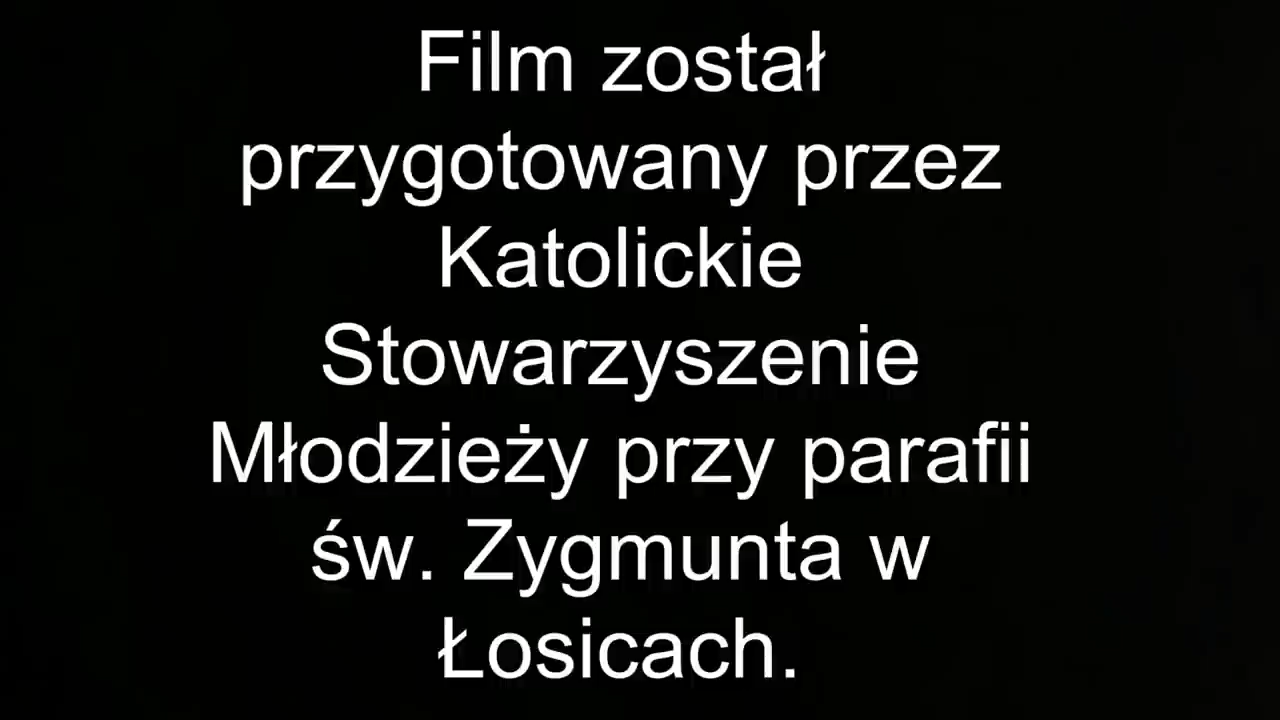 Film został
przygotowany przez
Katolickie
Stowarzyszenie
Młodzieży przy parafii
św. Zygmunta w
Łosicach.